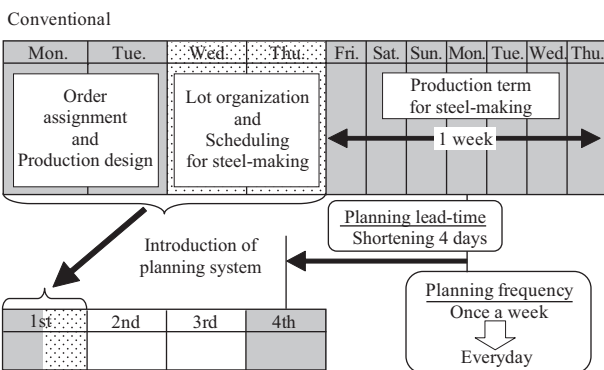 Conventional
Mon. Tue. Wed. Thu. Fri. Sat. Sun. Mon. Tue. Wed. Thu.
Order
assignment
and
Production design
Lot organization
and
Scheduling
for steel-making
Production term
for steel-making
1 week
Planning lead-time
Shortening 4 days
Introduction of
planning system
Planning frequency
Once a week
Everyday
1st 2nd 3rd 4th